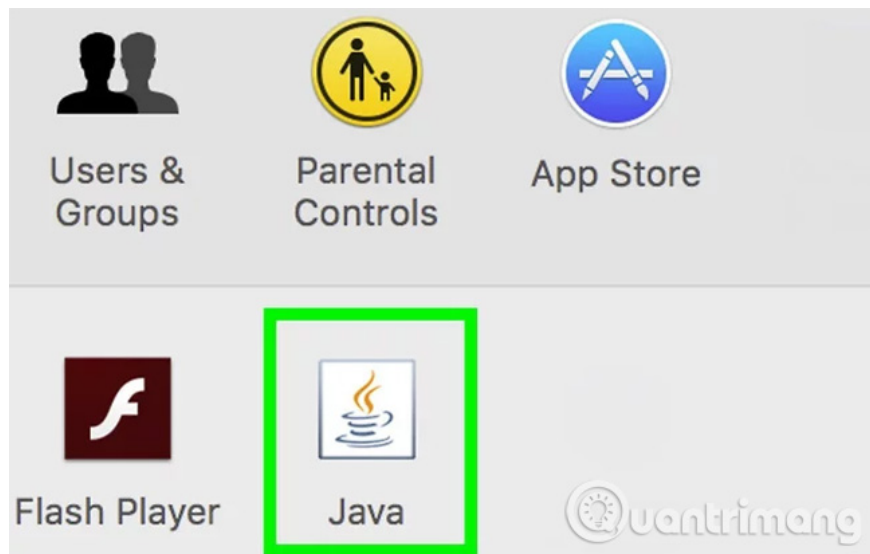 Users &
Groups
Parental
Controls
App Store
Flash Player
Java
Quantrimang